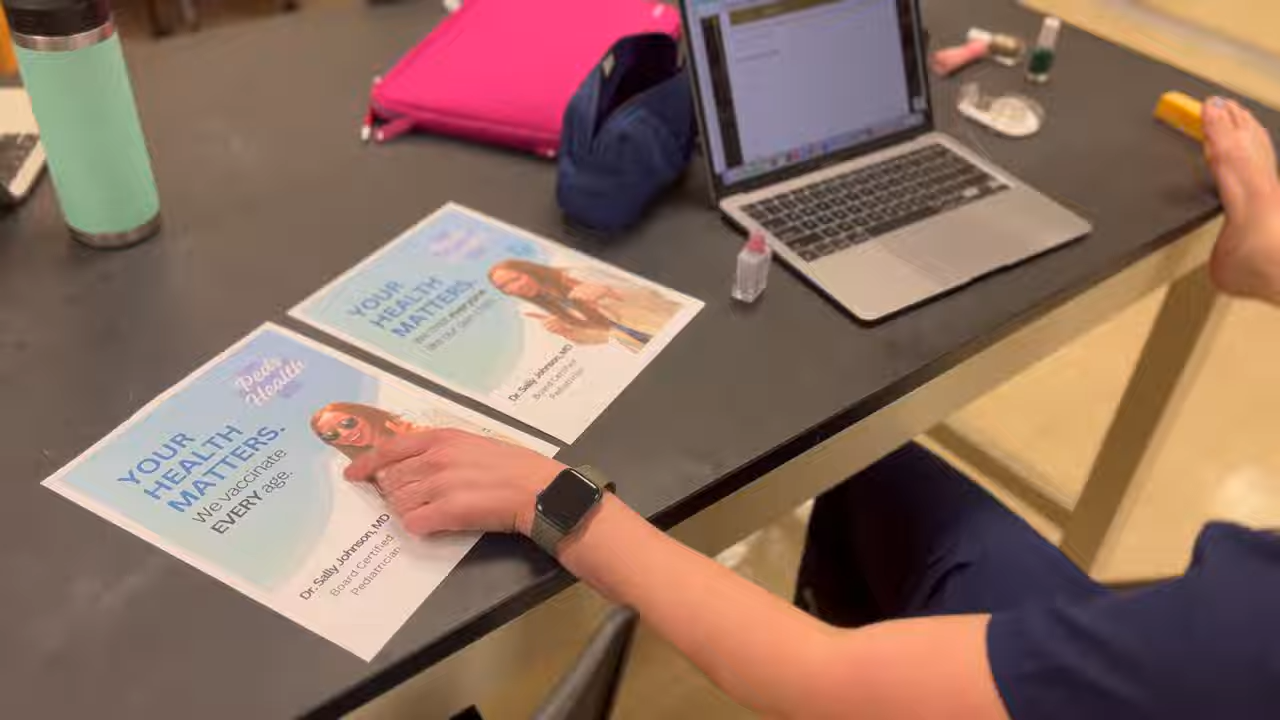 Peds
Health
YOUR
HEALTH
MATTERS.
We vaccinate
EVERY age.
Dr. Sally Johnson, MD
Board Certified
Pediatrician
YOUR
HEALTH
MATTERS.
everyone
Dr. Sally Johnson, MD
Board Certified
Pediatrician